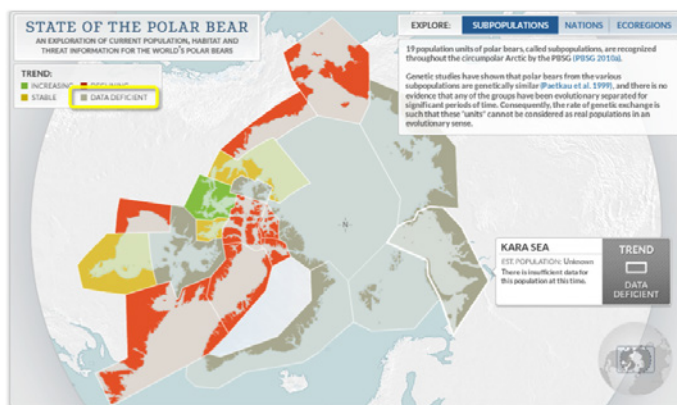 STATE OF THE POLAR BEAR
AN EXPLORATION OF CURRENT POPULATION, HABITAT AND
THREAT INFORMATION FOR THE WORLD'S POLAR BEARS
TREND:
INCREASING DECLINING
STABLE DATA DEFICIENT
EXPLORE: SUBPOPULATIONS NATIONS ECOREGIONS
19 population units of polar bears, called subpopulations, are recognized
throughout the circumpolar Arctic by the PBSG (PBSG 2010a).
Genetic studies have shown that polar bears from the various
subpopulations are genetically similar (Paetkau et al. 1999), and there is no
evidence that any of the groups have been evolutionary separated for
significant periods of time. Consequently, the rate of genetic exchange is
such that these "units" cannot be considered as real populations in an
evolutionary sense.
N
KARA SEA
EST. POPULATION: Unknown
There is insufficient data for
this population at this time.
TREND
DATA
DEFICIENT